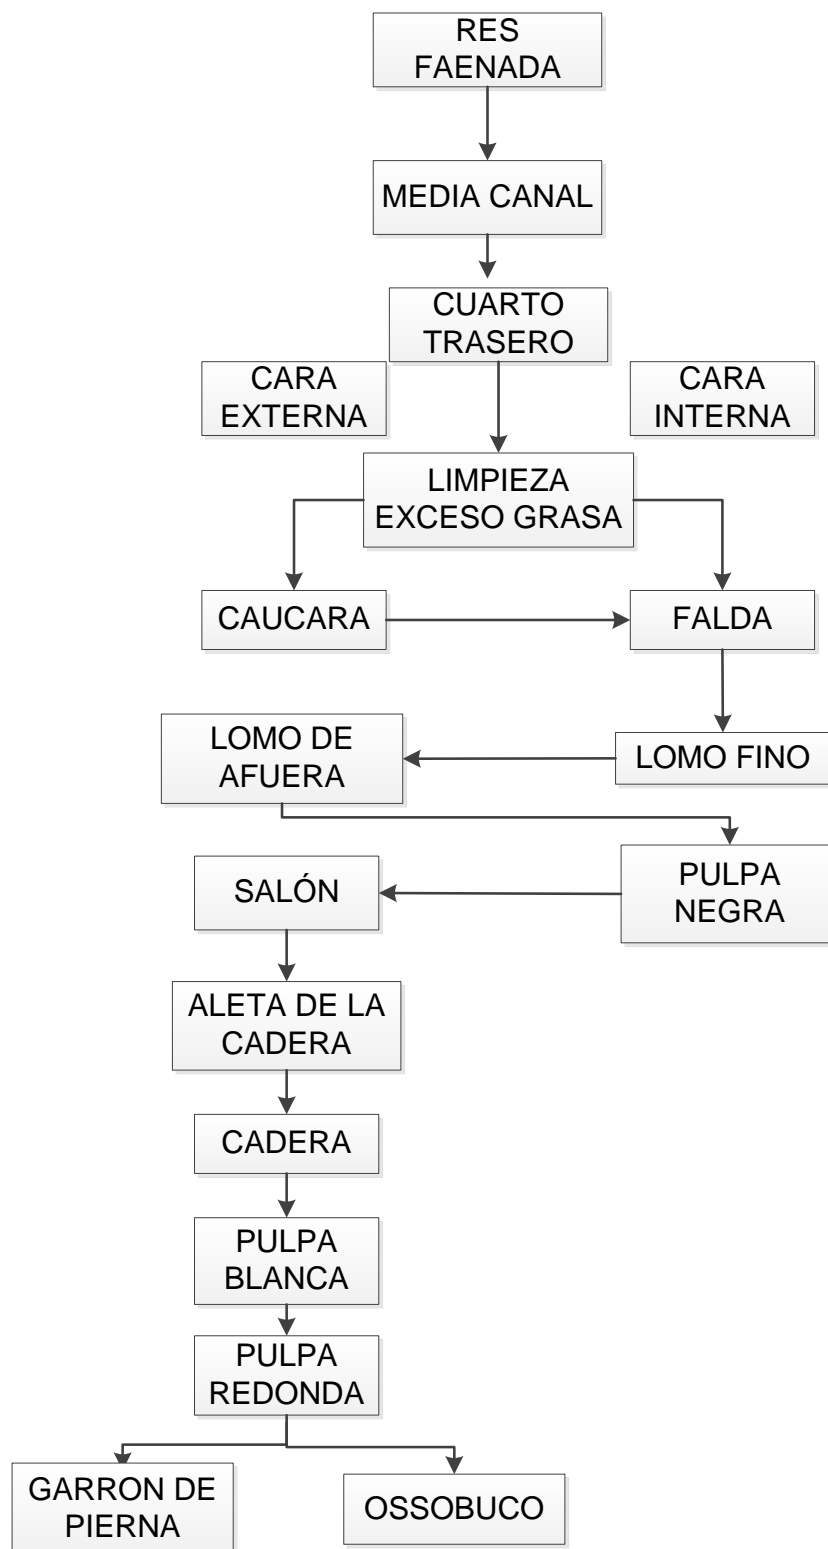 RES
FAENADA
MEDIA CANAL
CUARTO
TRASERO
CARA
EXTERNA
CARA
INTERNA
LIMPIEZA
EXCESO GRASA
CAUCARA
FALDA
LOMO DE
AFUERA
LOMO FINO
SALÓN
PULPA
NEGRA
ALETA DE LA
CADERA
CADERA
PULPA
BLANCA
PULPA
REDONDA
GARRON DE
PIERNA
OSSOBUCO